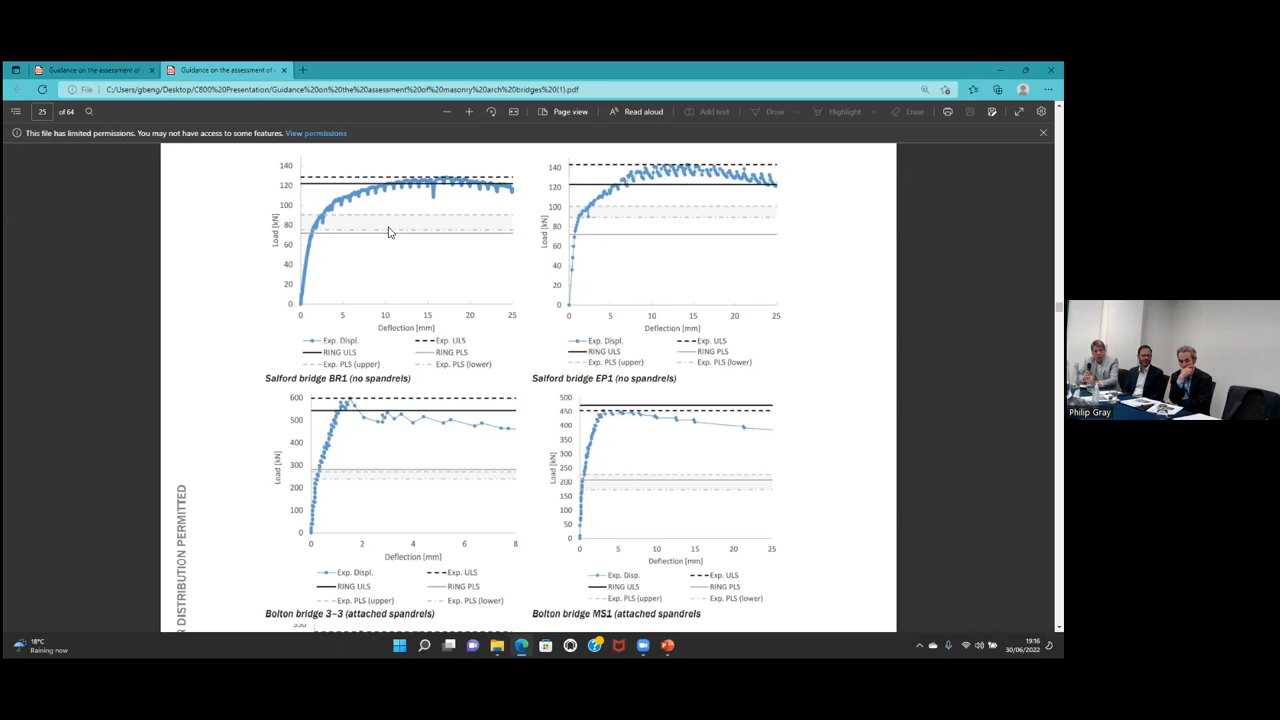 Guidance on the assessment of
Guidance on the assessment of
File C:/Users/gbeng/Desktop/C800%20Presentation/Guidance%20on%20the%20assessment%20of%20masonry%20arch%20bridges%20(1).pdf
25 of 64 Page view Read aloud Add text Draw Highlight Erase
This file has limited permissions. You may not have access to some features. View permissions
140
120
100
80
60
40
20
0
Load [kN]
0 5 10 15 20 25
Deflection [mm]
Exp. Displ. Exp. ULS
RING ULS RING PLS
Exp. PLS (upper) Exp. PLS (lower)
Salford bridge BR1 (no spandrels)
140
120
100
80
60
40
20
0
Load [kN]
0 5 10 15 20 25
Deflection [mm]
Exp. Displ. Exp. ULS
RING ULS RING PLS
Exp. PLS (upper) Exp. PLS (lower)
Salford bridge EP1 (no spandrels)
600
500
400
300
200
100
0
Load [kN]
0 2 4 6 8
Deflection [mm]
Exp. Displ. Exp. ULS
RING ULS RING PLS
Exp. PLS (upper) Exp. PLS (lower)
Bolton bridge 3–3 (attached spandrels)
500
450
400
350
300
250
200
150
100
50
0
Load [kN]
0 5 10 15 20 25
Deflection [mm]
Exp. Disp. Exp. ULS
RING ULS RING PLS
Exp. PLS (upper) Exp. PLS (lower)
Bolton bridge MS1 (attached spandrels
R DISTRIBUTION PERMITTED
Philip Gray
18°C
Raining now
19:16
30/06/2022